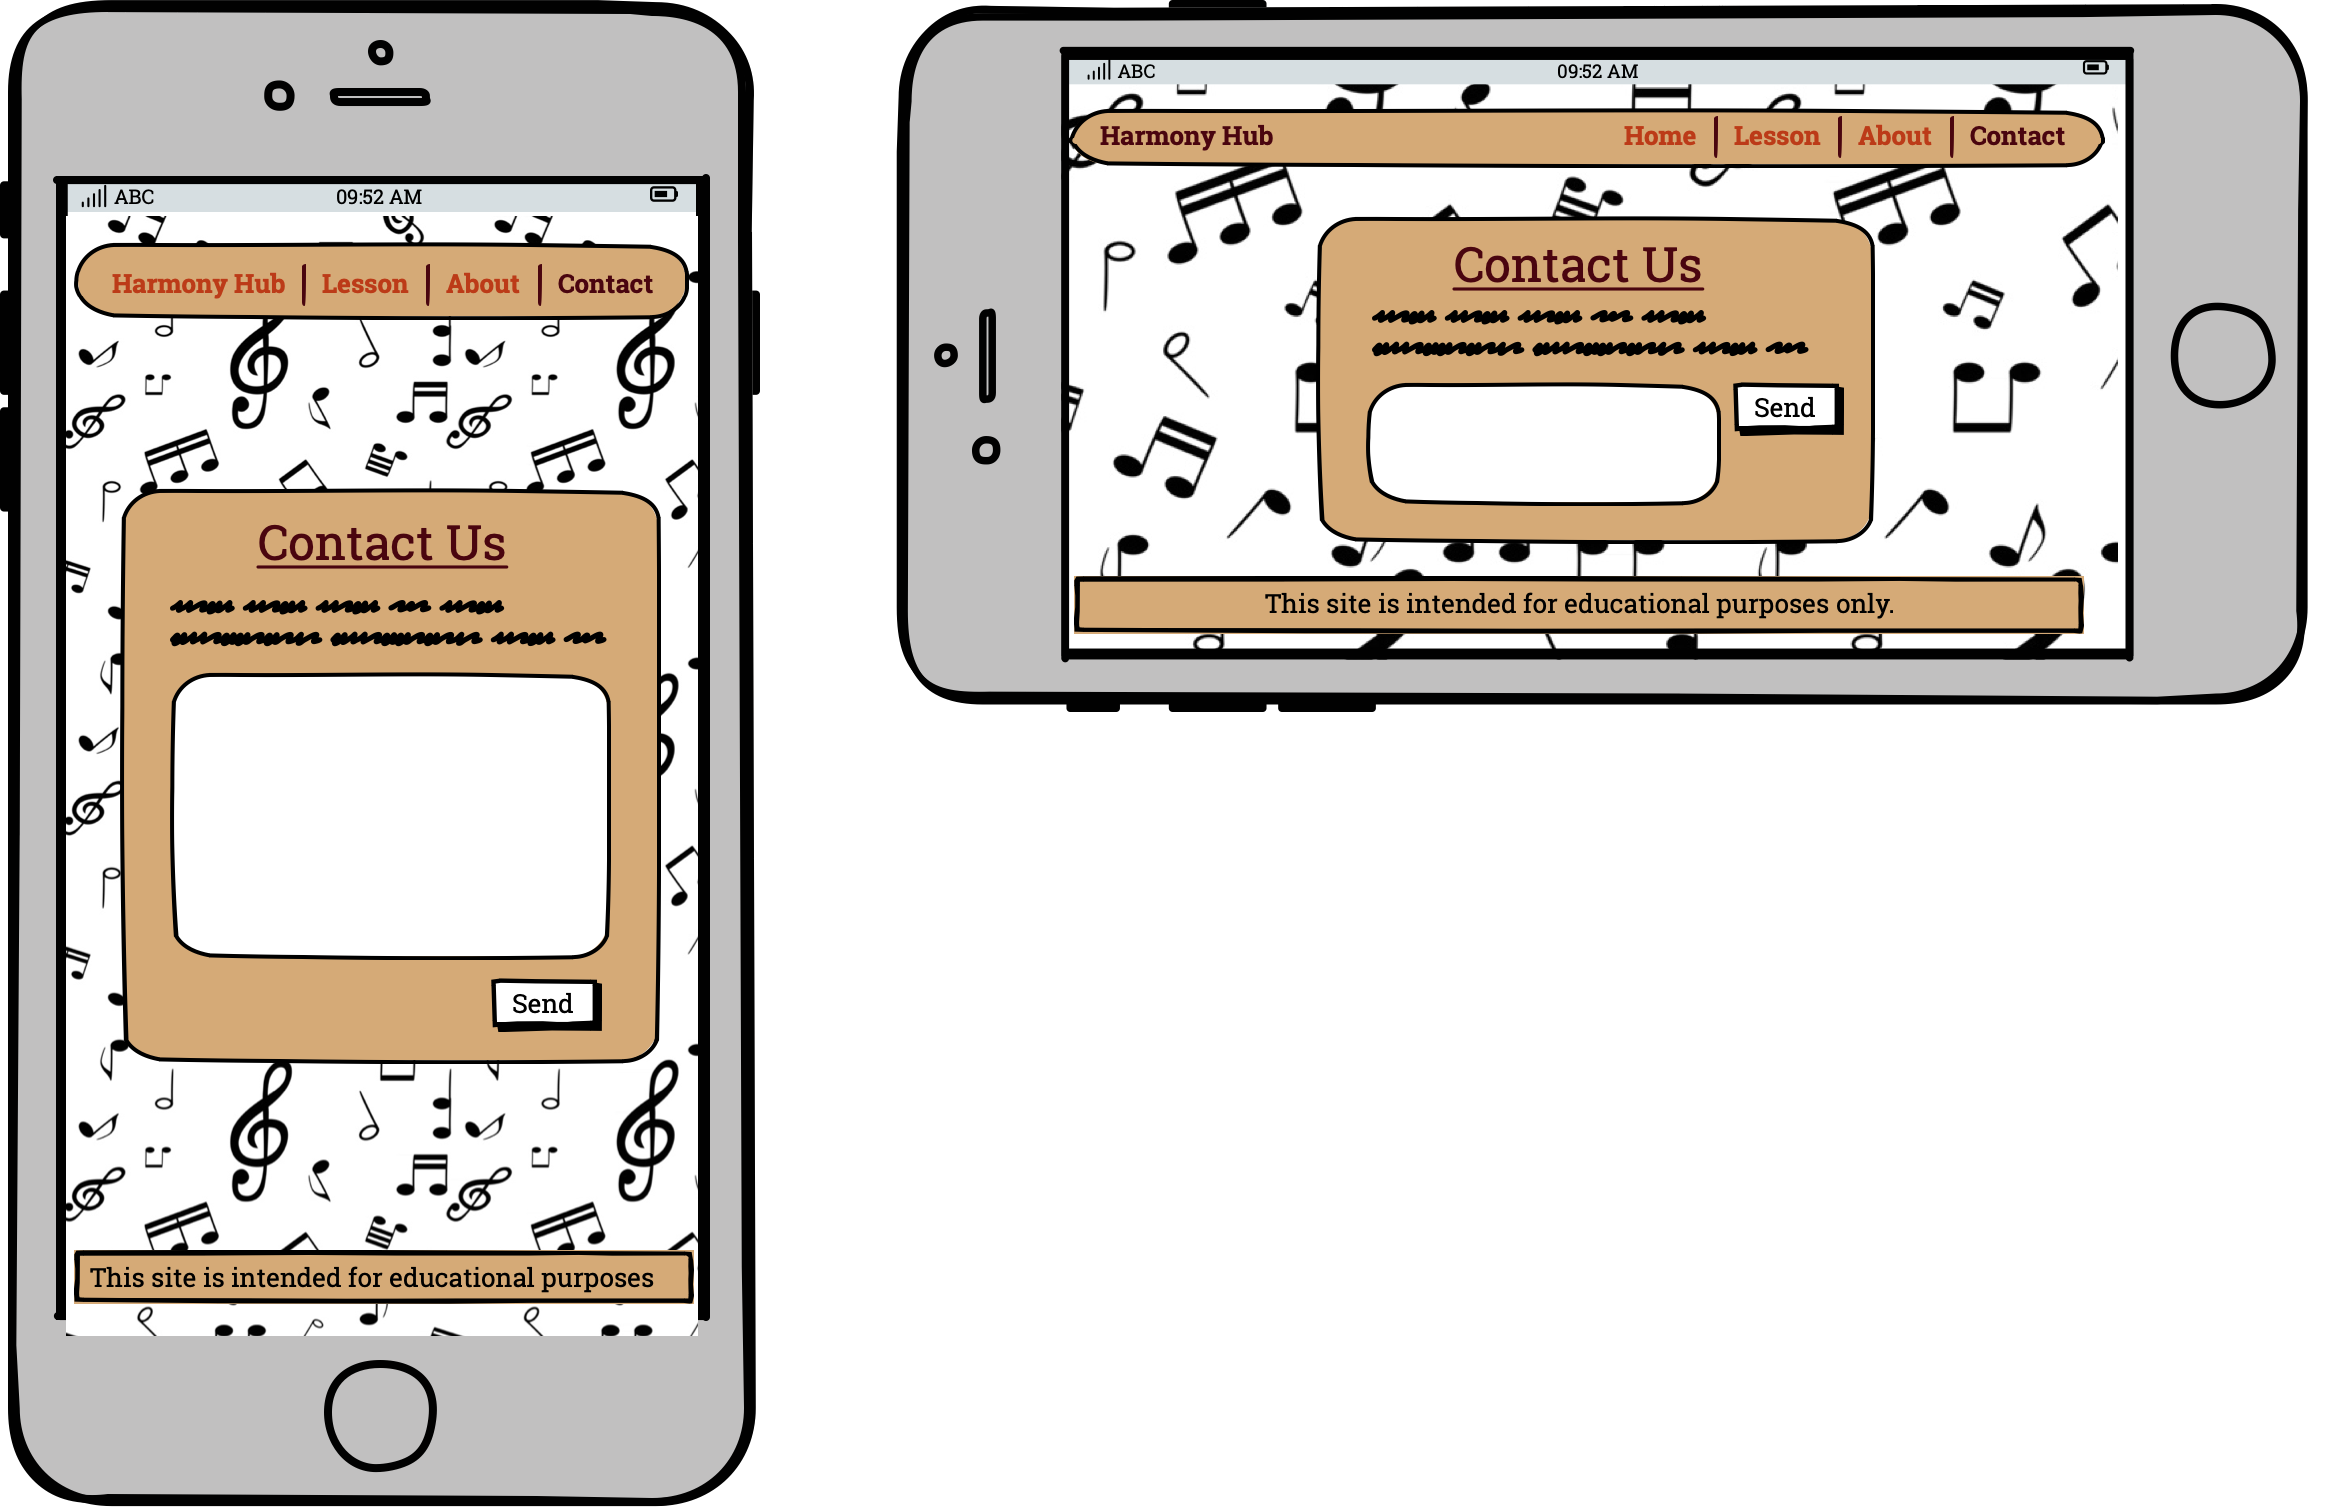 ABC 09:52 AM
Harmony Hub Lesson About Contact
Contact Us
Send
This site is intended for educational purposes
ABC 09:52 AM
Harmony Hub Home Lesson About Contact
Contact Us
Send
This site is intended for educational purposes only.